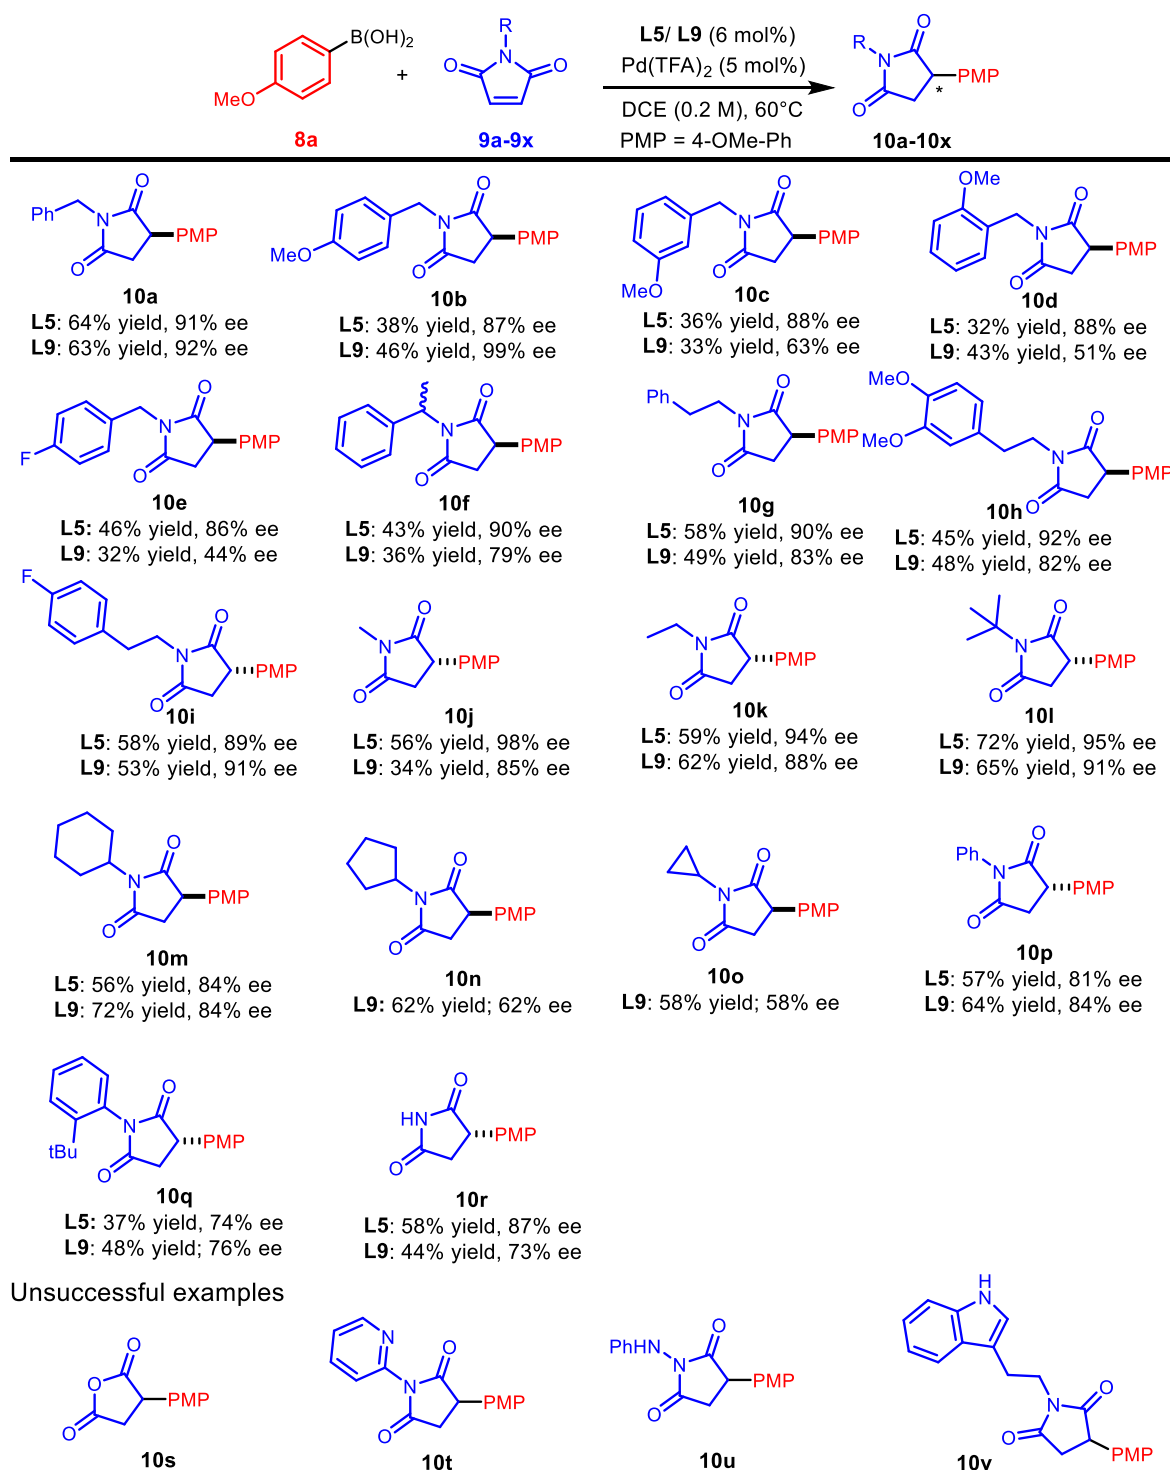 B(OH)2
MeO
8a
+
R
N
O
O
9a-9x
L5/ L9 (6 mol%)
Pd(TFA)2 (5 mol%)
DCE (0.2 M), 60°C
PMP = 4-OMe-Ph
R
N
O
O
PMP
*
10a-10x
Ph
N
O
O
PMP
10a
L5: 64% yield, 91% ee
L9: 63% yield, 92% ee
MeO
N
O
O
PMP
10b
L5: 38% yield, 87% ee
L9: 46% yield, 99% ee
MeO
N
O
O
PMP
10c
L5: 36% yield, 88% ee
L9: 33% yield, 63% ee
OMe
N
O
O
PMP
10d
L5: 32% yield, 88% ee
L9: 43% yield, 51% ee
F
N
O
O
PMP
10e
L5: 46% yield, 86% ee
L9: 32% yield, 44% ee
N
O
O
PMP
10f
L5: 43% yield, 90% ee
L9: 36% yield, 79% ee
Ph
N
O
O
PMP
10g
L5: 58% yield, 90% ee
L9: 49% yield, 83% ee
MeO
MeO
N
O
O
PMP
10h
L5: 45% yield, 92% ee
L9: 48% yield, 82% ee
F
N
O
O
PMP
10i
L5: 58% yield, 89% ee
L9: 53% yield, 91% ee
N
O
O
PMP
10j
L5: 56% yield, 98% ee
L9: 34% yield, 85% ee
N
O
O
PMP
10k
L5: 59% yield, 94% ee
L9: 62% yield, 88% ee
N
O
O
PMP
10l
L5: 72% yield, 95% ee
L9: 65% yield, 91% ee
N
O
O
PMP
10m
L5: 56% yield, 84% ee
L9: 72% yield, 84% ee
N
O
O
PMP
10n
L9: 62% yield; 62% ee
N
O
O
PMP
10o
L9: 58% yield; 58% ee
Ph
N
O
O
PMP
10p
L5: 57% yield, 81% ee
L9: 64% yield, 84% ee
tBu
N
O
O
PMP
10q
L5: 37% yield, 74% ee
L9: 48% yield; 76% ee
HN
O
O
PMP
10r
L5: 58% yield, 87% ee
L9: 44% yield, 73% ee
Unsuccessful examples
O
O
O
PMP
10s
N
N
O
O
PMP
10t
PhHN
N
O
O
PMP
10u
H
N
N
O
O
PMP
10v